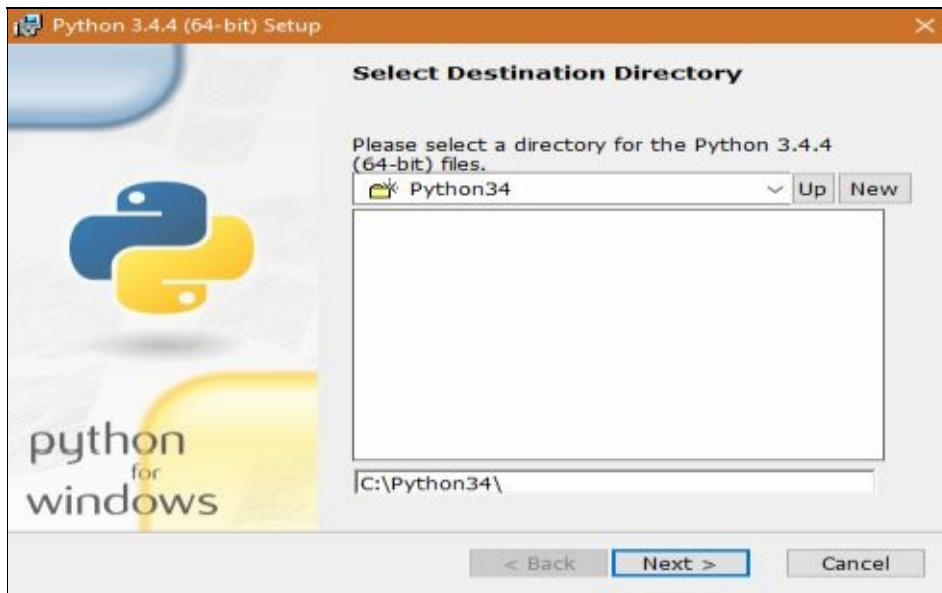 Python 3.4.4 (64-bit) Setup
Select Destination Directory
Please select a directory for the Python 3.4.4
(64-bit) files.
Python34
Up
New
C:\Python34\
python
for
windows
< Back
Next >
Cancel